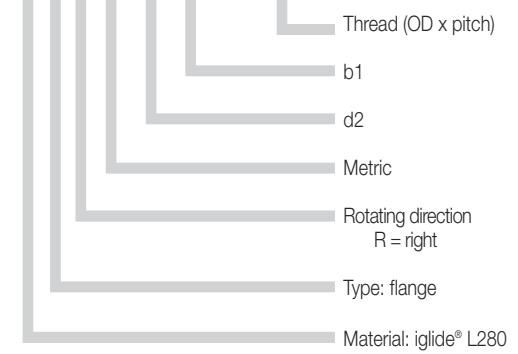 Thread (OD x pitch)
b1
d2
Metric
Rotating direction
R = right
Type: flange
Material: iglide® L280